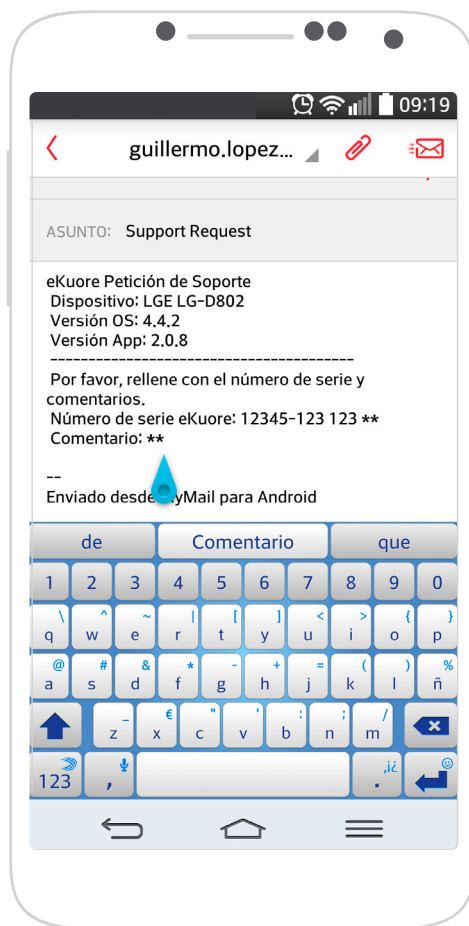 09:19
guillermo.lopez...
ASUNTO: Support Request
eKuore Petición de Soporte
Dispositivo: LGE LG-D802
Versión OS: 4.4.2
Versión App: 2.0.8
----------------------------------------
Por favor, rellene con el número de serie y
comentarios.
Número de serie eKuore: 12345-123 123 **
Comentario: **
--
Enviado desde MyMail para Android
de Comentario que
1 2 3 4 5 6 7 8 9 0
\ ^ ~ | [ ] < > { }
q w e r t y u i o p
@ # & * - + = ( ) %
a s d f g h j k l ñ
_ € " ' : ; /
z x c v b n m
123 , ,¡¿ .